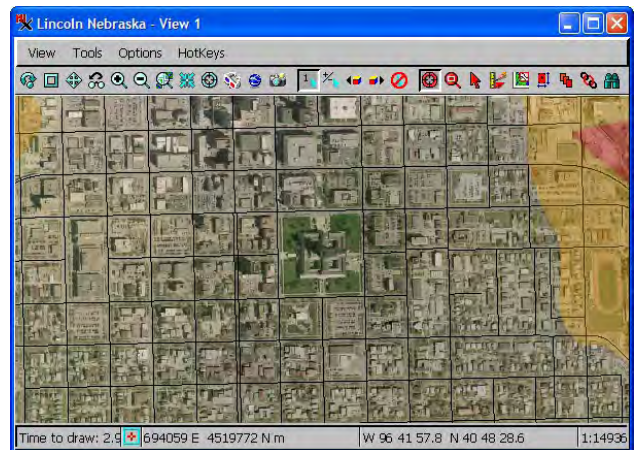 Lincoln Nebraska - View 1
View Tools Options HotKeys
1
Time to draw: 2.9 694059 E 4519772 N m W 96 41 57.8 N 40 48 28.6 1:14936